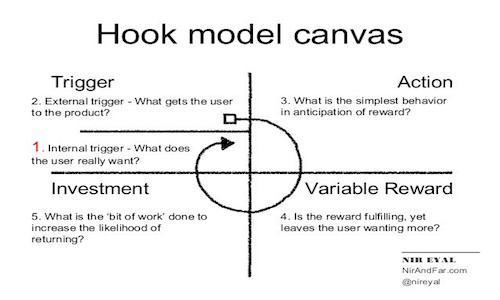 Hook model canvas
Trigger
2. External trigger - What gets the user
to the product?
1. Internal trigger - What does
the user really want?
Action
3. What is the simplest behavior
in anticipation of reward?
Investment
5. What is the ‘bit of work’ done to
increase the likelihood of
returning?
Variable Reward
4. Is the reward fulfilling, yet
leaves the user wanting more?
NIR EYAL
NirAndFar.com
@nireyal